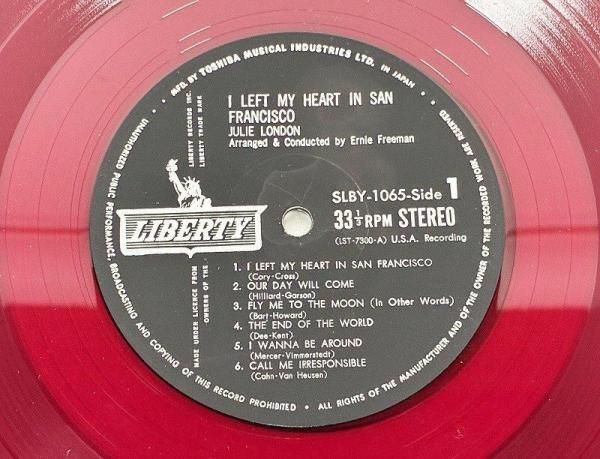 MFD. BY TOSHIBA MUSICAL INDUSTRIES LTD. IN JAPAN
I LEFT MY HEART IN SAN
FRANCISCO
JULIE LONDON
Arranged & Conducted by Ernie Freeman
LIBERTY RECORDS INC.
LIBERTY TRADE MARK
LIBERTY
MADE UNDER LICENCE FROM
OWNERS OF THE
SLBY-1065-Side 1
33 1/3 RPM STEREO
(LST-7300-A) U.S.A. Recording
1. I LEFT MY HEART IN SAN FRANCISCO
(Cory-Cross)
2. OUR DAY WILL COME
(Hilliard-Garson)
3. FLY ME TO THE MOON (In Other Words)
(Bart-Howard)
4. THE END OF THE WORLD
(Dee-Kent)
5. I WANNA BE AROUND
(Mercer-Vimmerstedt)
6. CALL ME IRRESPONSIBLE
(Cahn-Van Heusen)
• ALL RIGHTS OF THE MANUFACTURER AND OF THE OWNER OF THE RECORDED WORK ARE RESERVED •
UNAUTHORIZED PUBLIC PERFORMANCE, BROADCASTING AND COPYING OF THIS RECORD PROHIBITED